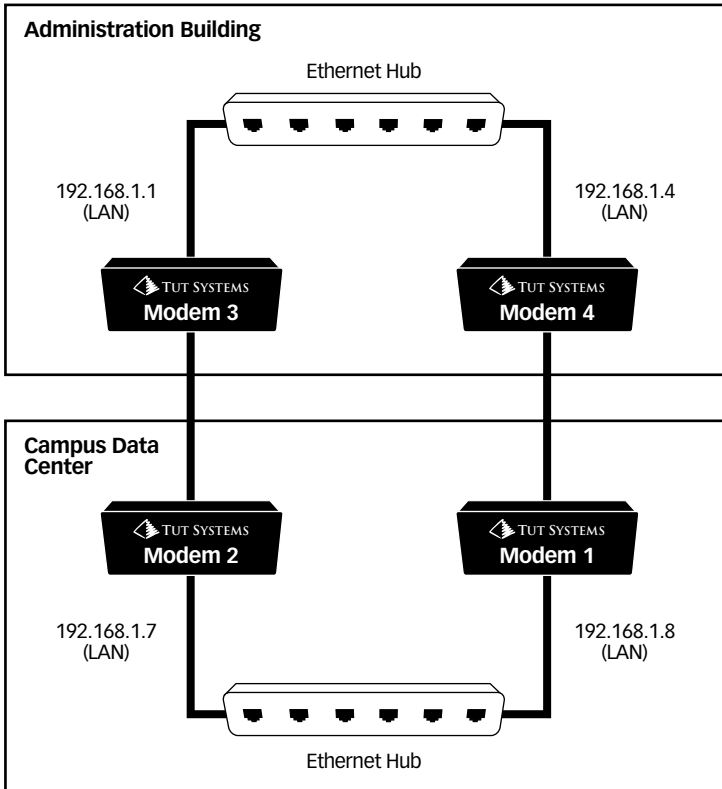 Administration Building
Ethernet Hub
192.168.1.1
(LAN)
192.168.1.4
(LAN)
TUT SYSTEMS
Modem 3
TUT SYSTEMS
Modem 4
Campus Data
Center
TUT SYSTEMS
Modem 2
TUT SYSTEMS
Modem 1
192.168.1.7
(LAN)
192.168.1.8
(LAN)
Ethernet Hub